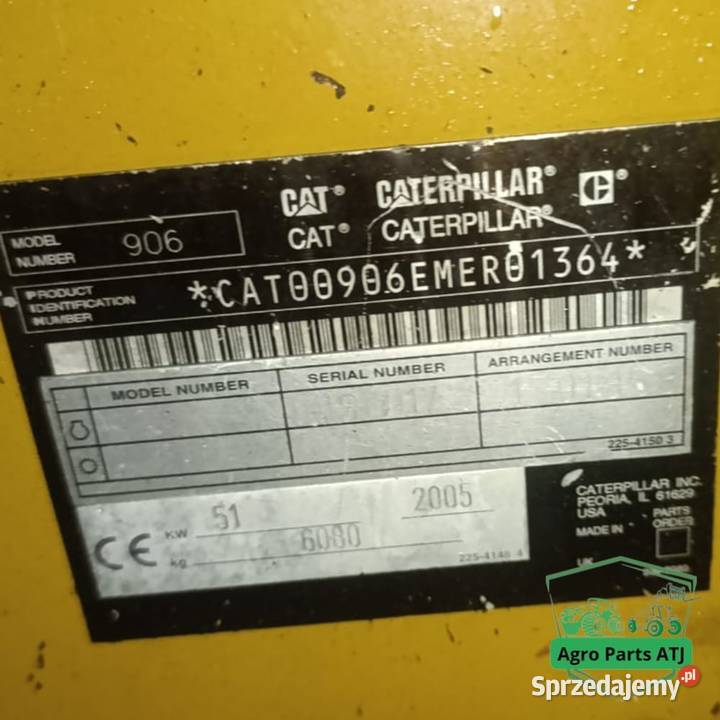 CAT® CATERPILLAR® C®
CAT® CATERPILLAR®
MODEL NUMBER 906
PRODUCT IDENTIFICATION NUMBER *CAT00906EMER01364*
MODEL NUMBER SERIAL NUMBER ARRANGEMENT NUMBER
225-4150 3
CE KW 51 2005
kg 6080
225-4148 4
CATERPILLAR INC.
PEORIA, IL 61629
USA
MADE IN
UK
PARTS
ORDER
Agro Parts ATJ
Sprzedajemy.pl